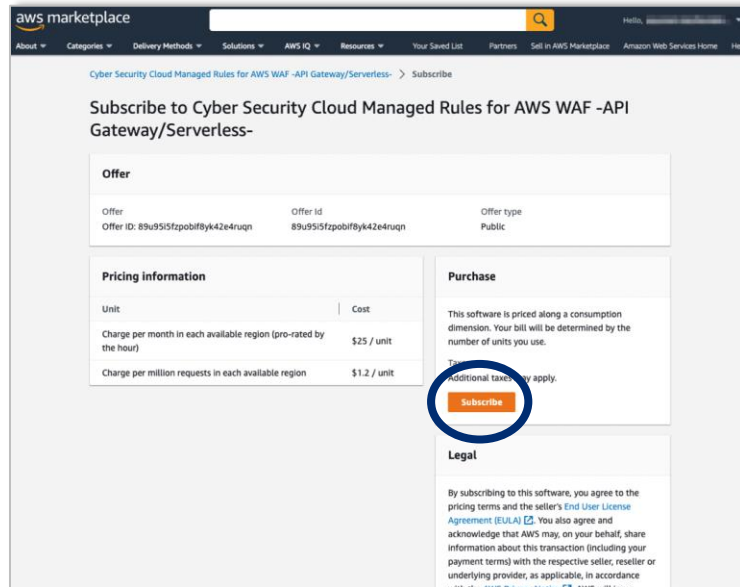 aws marketplace
Hello,
About Categories Delivery Methods Solutions AWS IQ Resources Your Saved List Partners Sell in AWS Marketplace Amazon Web Services Home
Cyber Security Cloud Managed Rules for AWS WAF -API Gateway/Serverless- > Subscribe
Subscribe to Cyber Security Cloud Managed Rules for AWS WAF -API
Gateway/Serverless-
Offer
Offer Offer Id Offer type
Offer ID: 89u95i5fzpobif8yk42e4ruqn 89u95i5fzpobif8yk42e4ruqn Public
Pricing information
Unit Cost
Charge per month in each available region (pro-rated by
the hour) $25 / unit
Charge per million requests in each available region $1.2 / unit
Purchase
This software is priced along a consumption
dimension. Your bill will be determined by the
number of units you use.
Additional taxes may apply.
Subscribe
Legal
By subscribing to this software, you agree to the
pricing terms and the seller's End User License
Agreement (EULA). You also agree and
acknowledge that AWS may, on your behalf, share
information about this transaction (including your
payment terms) with the respective seller, reseller or
underlying provider, as applicable, in accordance